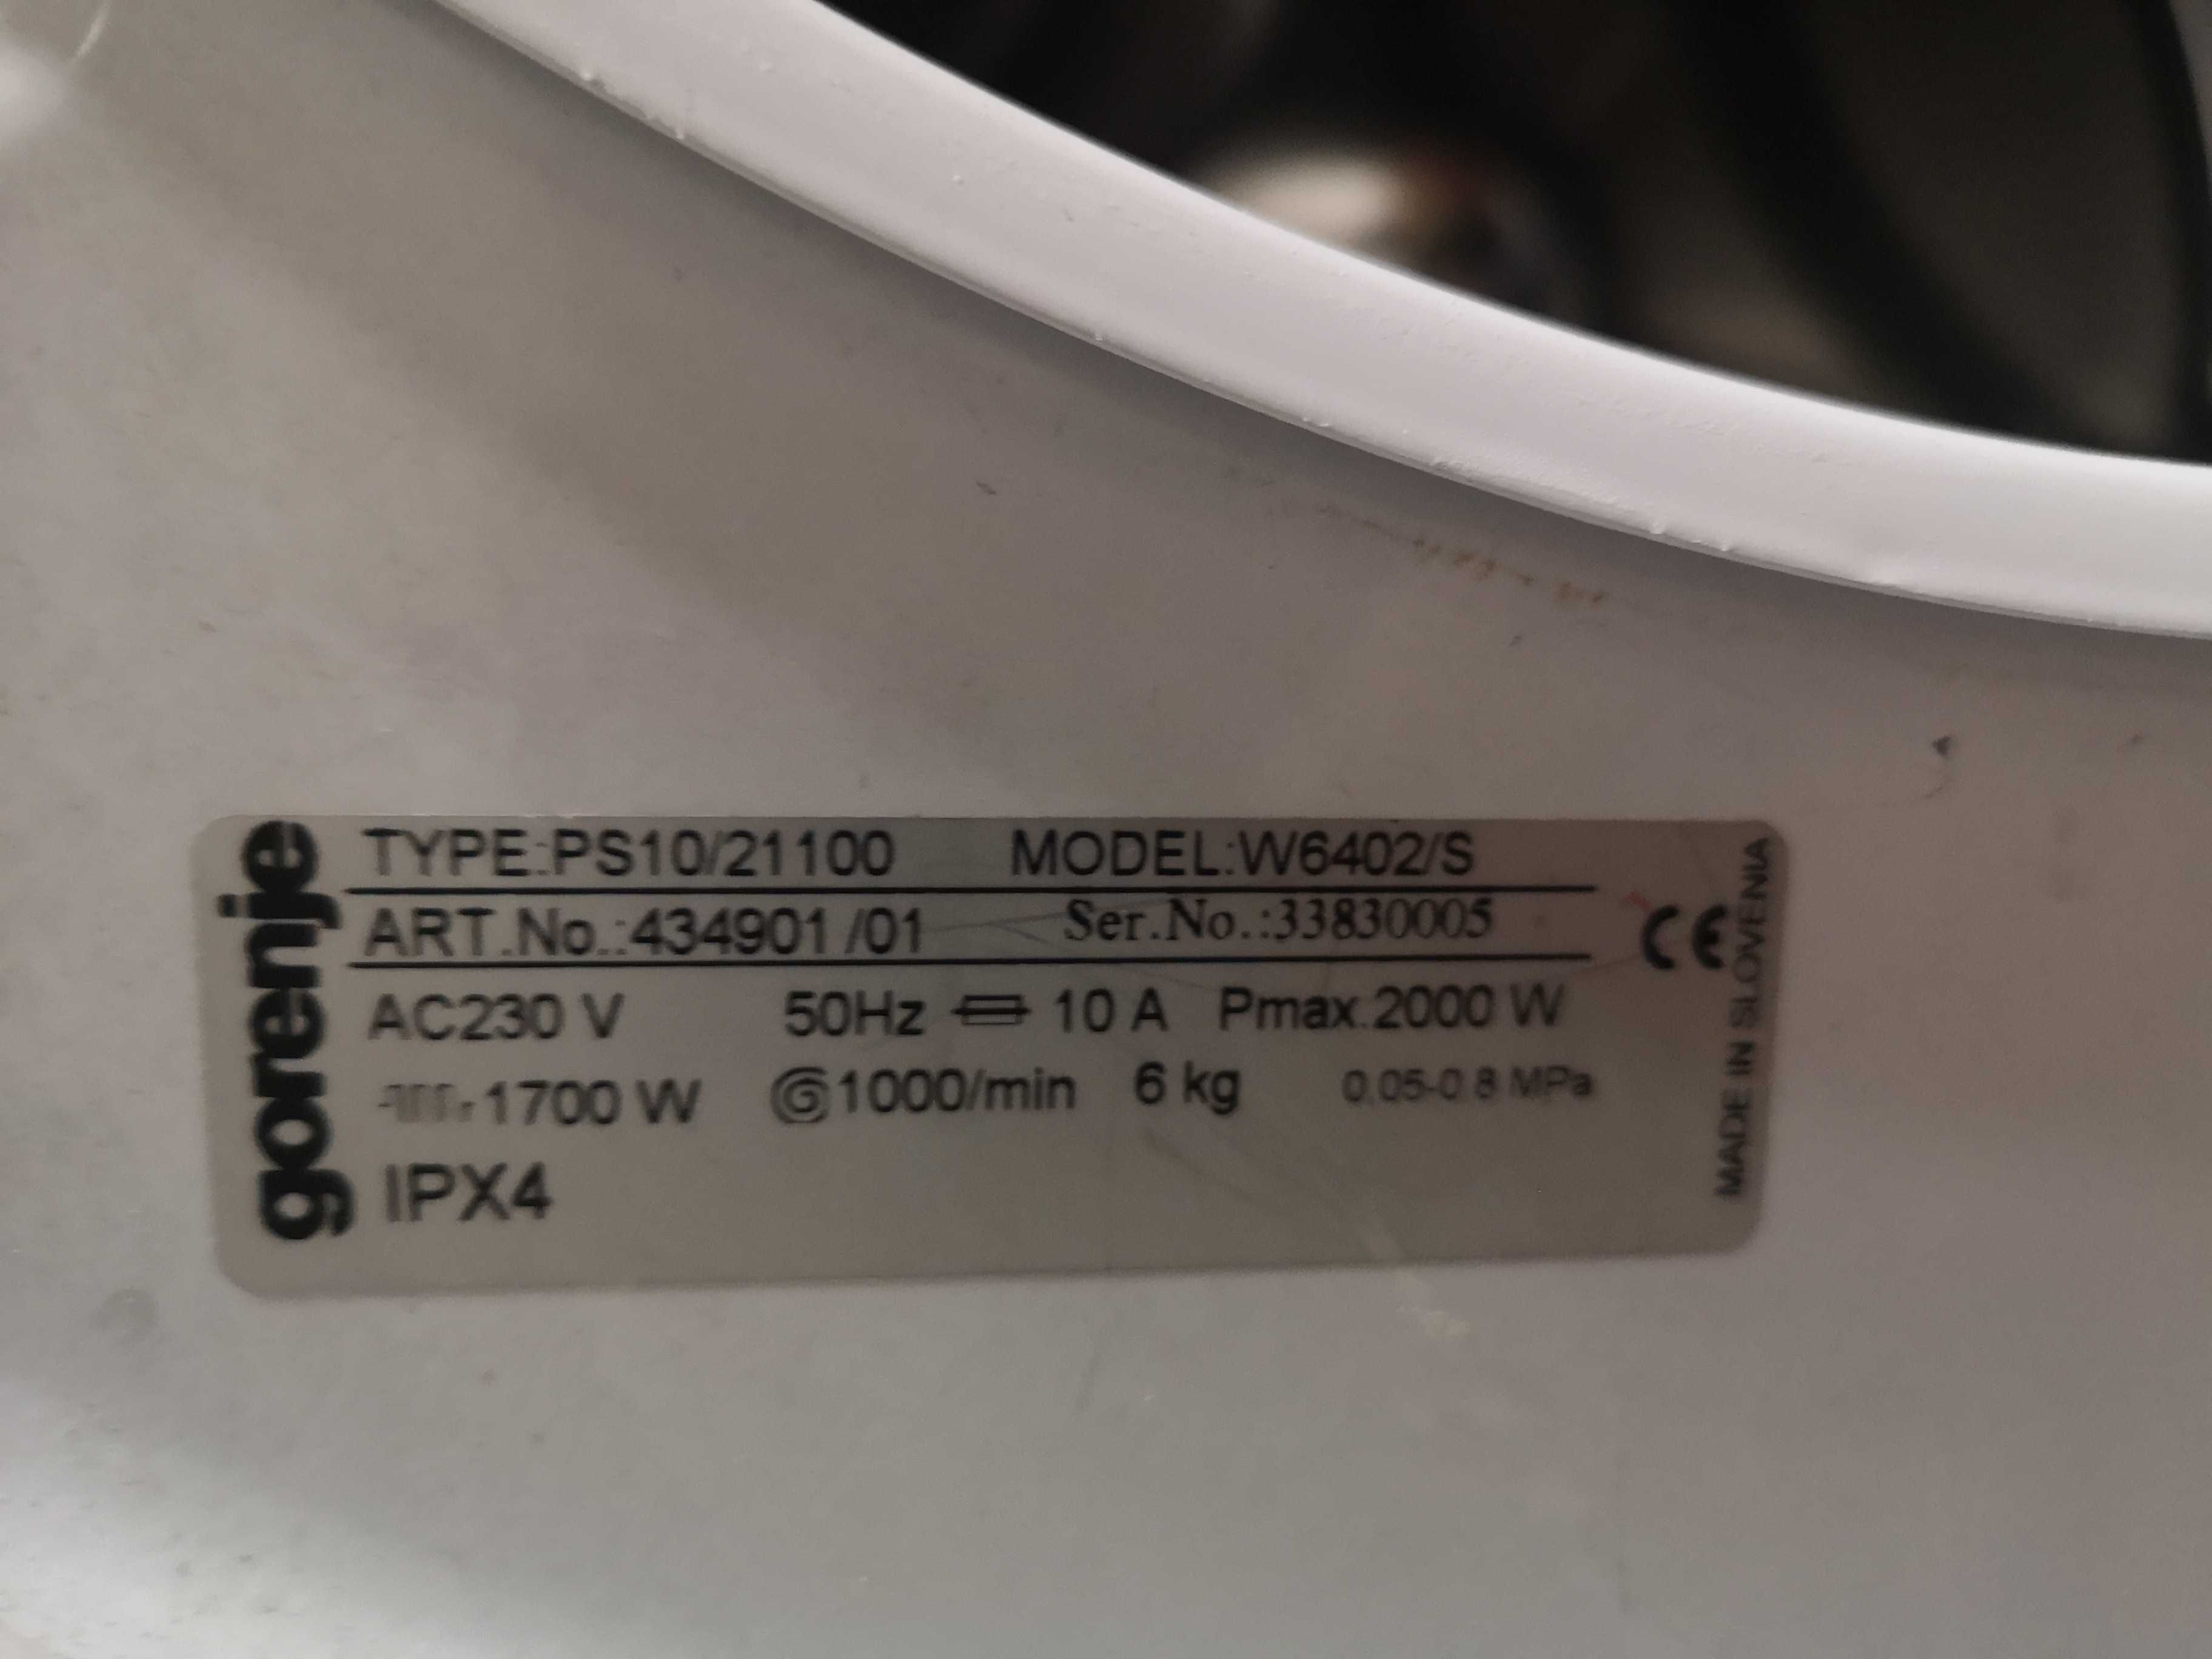 gorenje
TYPE:PS10/21100 MODEL:W6402/S
ART.No.:434901 /01 Ser.No.:33830005
AC230 V 50Hz 10 A Pmax.2000 W
1700 W 1000/min 6 kg 0.05-0.8 MPa
IPX4
CE
MADE IN SLOVENIA